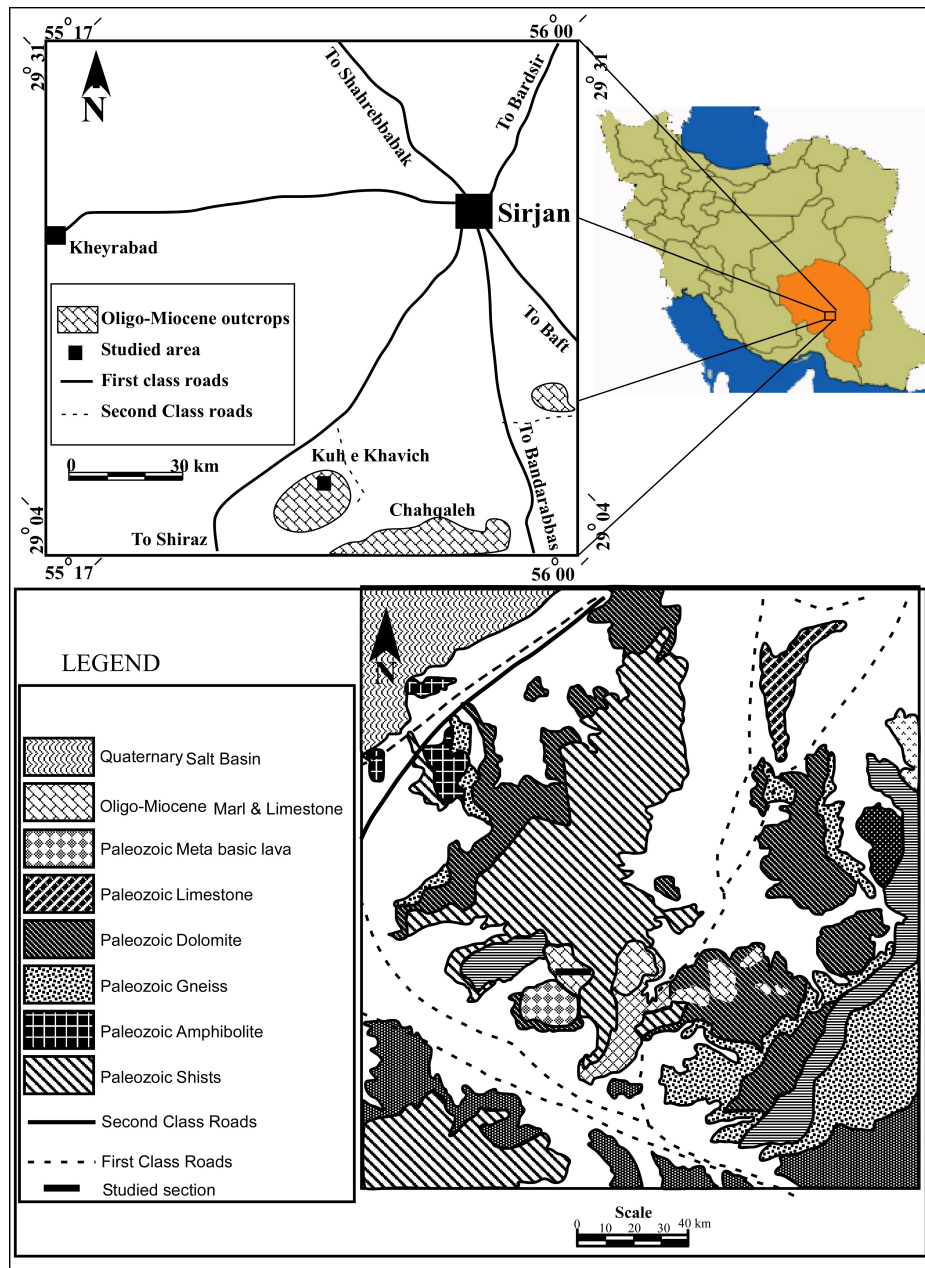 55° 17'
56° 00
29° 31
29° 31
N
To Shahrebbabak
To Bardsir
Sirjan
Kheyrabad
To Baft
Oligo-Miocene outcrops
Studied area
First class roads
Second Class roads
0 30 km
Kuh e Khavich
Chahqaleh
To Bandarabbas
To Shiraz
29° 04
29° 04
55° 17
56° 00
LEGEND
N
Quaternary Salt Basin
Oligo-Miocene Marl & Limestone
Paleozoic Meta basic lava
Paleozoic Limestone
Paleozoic Dolomite
Paleozoic Gneiss
Paleozoic Amphibolite
Paleozoic Shists
Second Class Roads
First Class Roads
Studied section
Scale
0 10 20 30 40 km